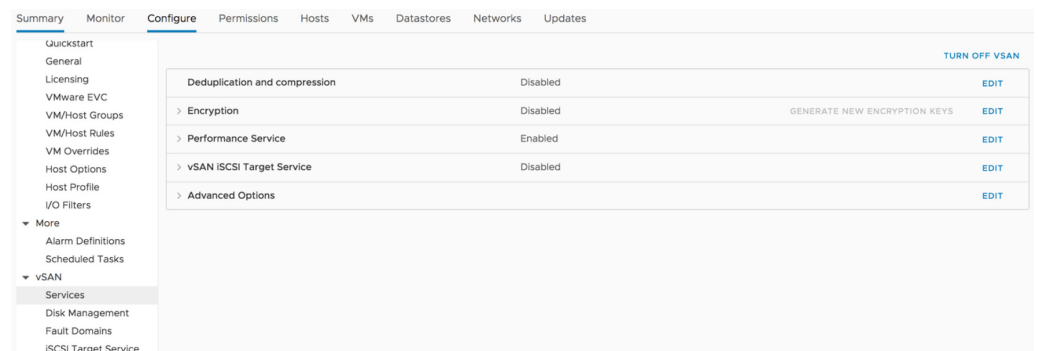 Summary Monitor Configure Permissions Hosts VMs Datastores Networks Updates
Quickstart
General
Licensing
VMware EVC
VM/Host Groups
VM/Host Rules
VM Overrides
Host Options
Host Profile
I/O Filters
More
Alarm Definitions
Scheduled Tasks
vSAN
Services
Disk Management
Fault Domains
iSCSI Target Service
TURN OFF VSAN
Deduplication and compression Disabled EDIT
Encryption Disabled GENERATE NEW ENCRYPTION KEYS EDIT
Performance Service Enabled EDIT
vSAN iSCSI Target Service Disabled EDIT
Advanced Options EDIT